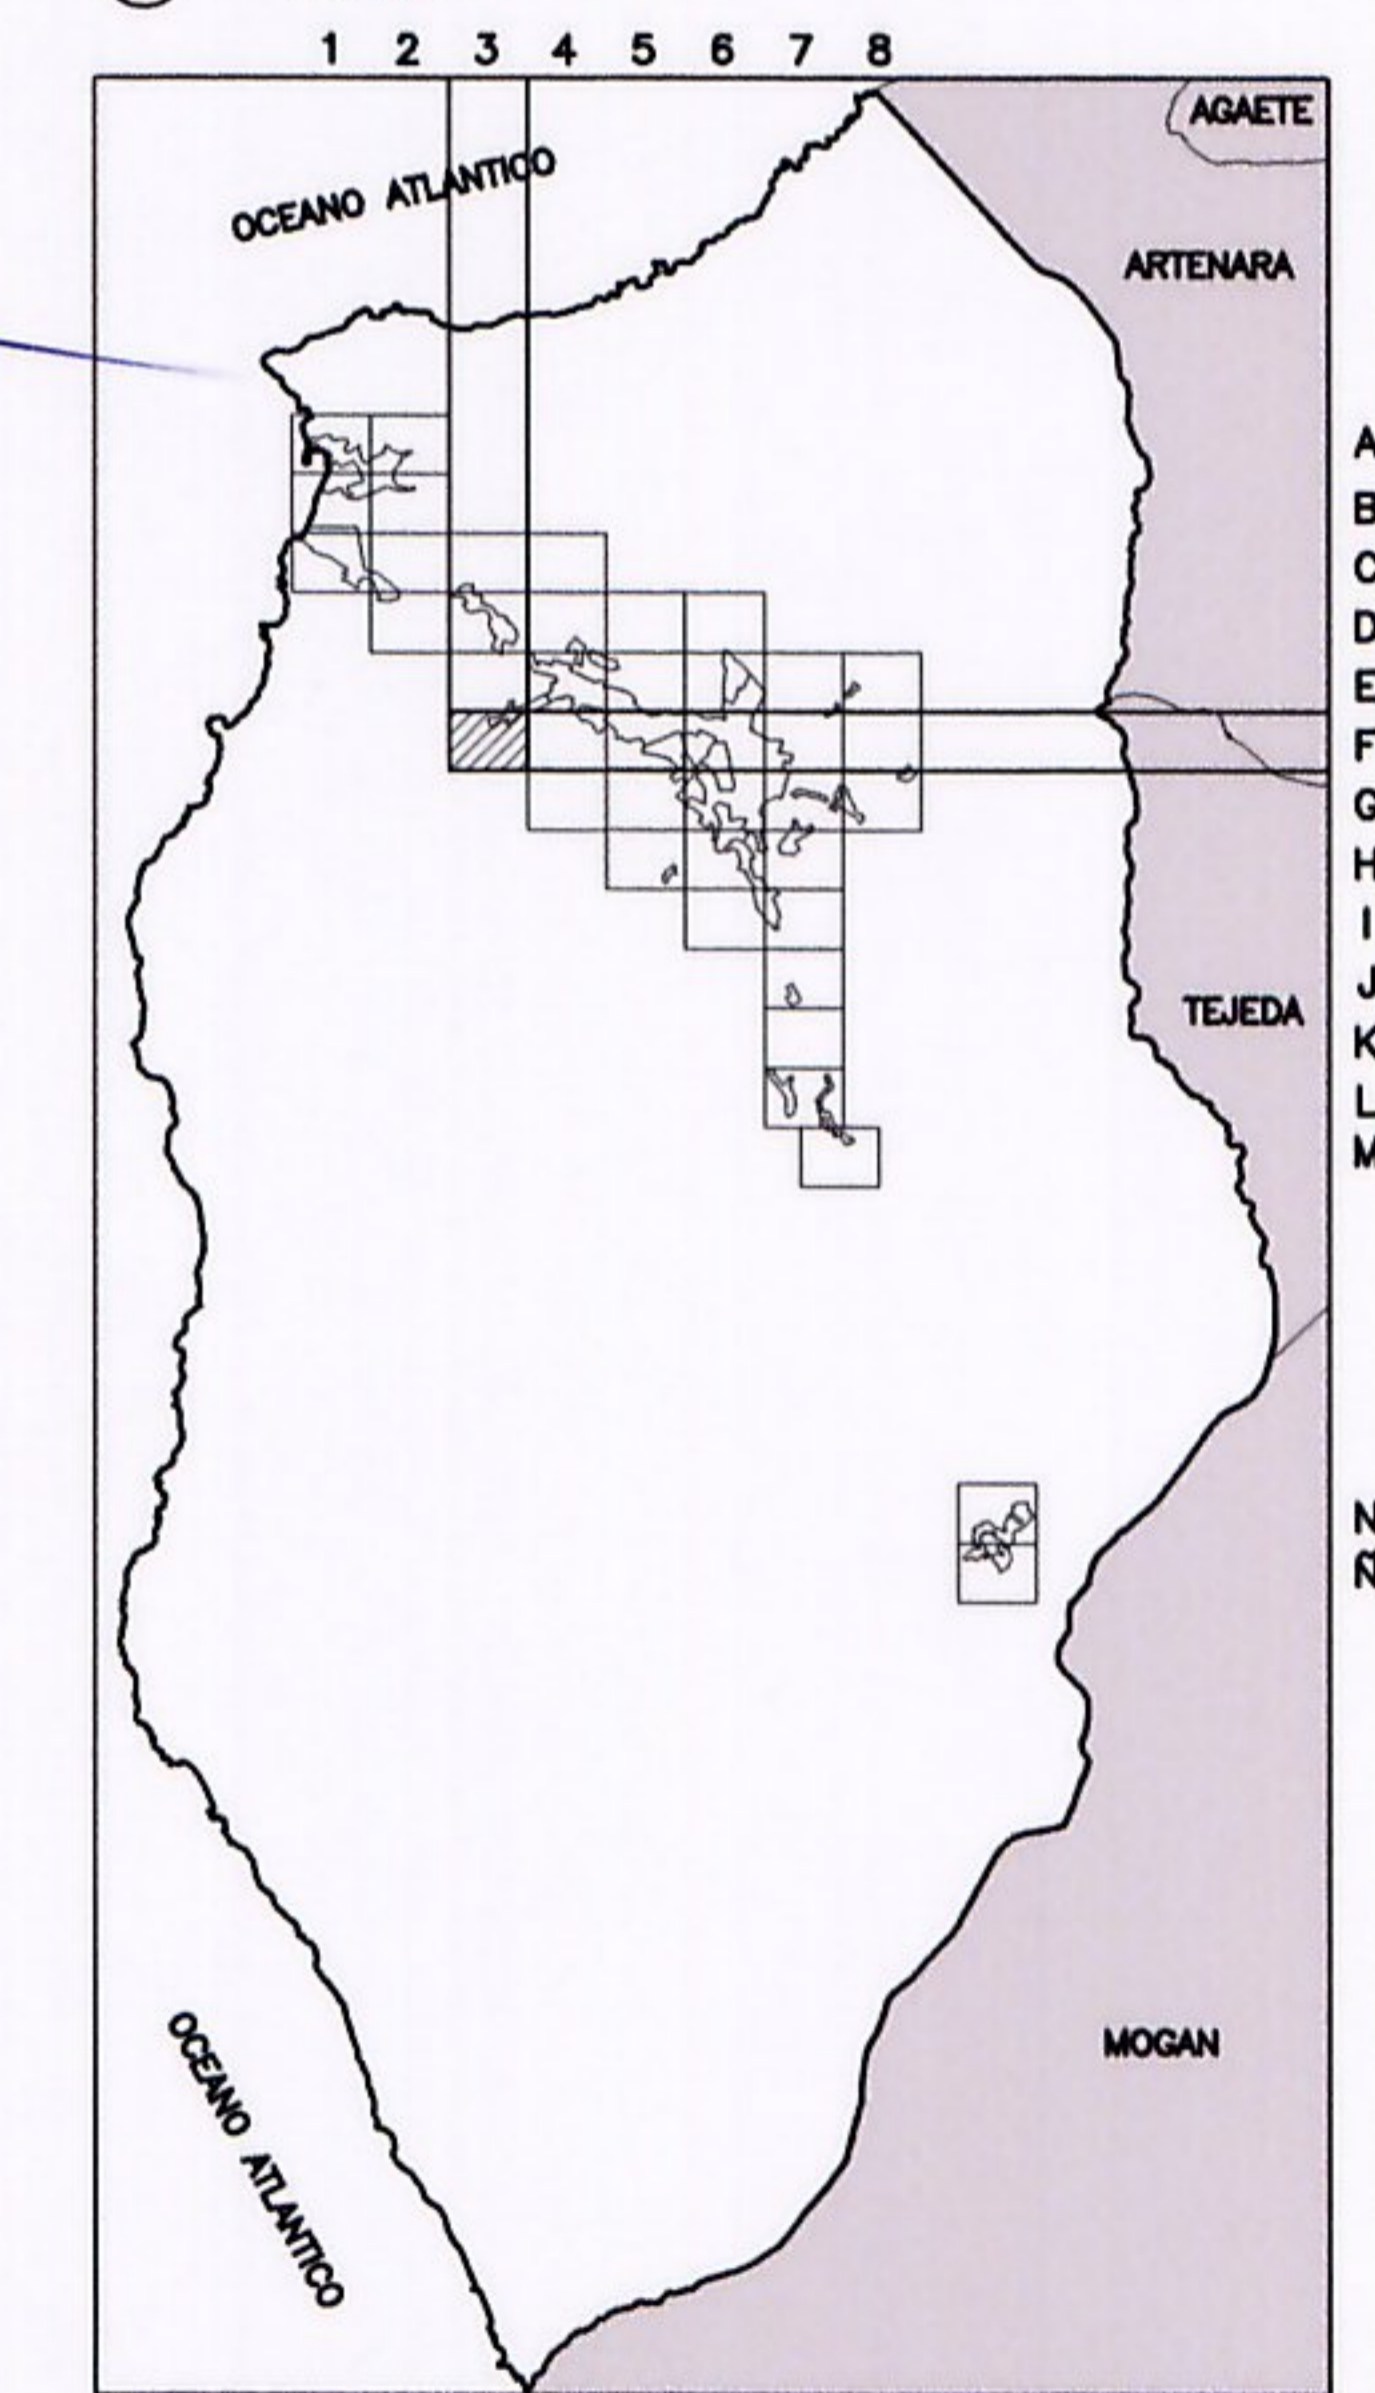 1 2 3 4 5 6 7 8
AGAETE
OCEANO ATLANTICO
ARTENARA
A
B
C
D
E
F
G
H
I
J
TEJEDA
K
L
M
N
Ñ
MOGAN
OCEANO ATLANTICO